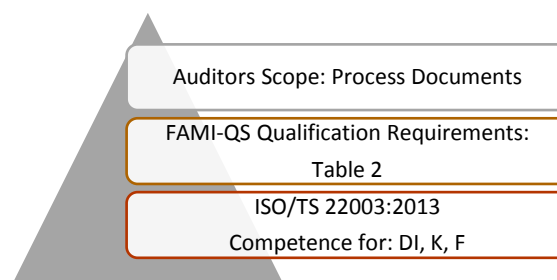 Auditors Scope: Process Documents
FAMI-QS Qualification Requirements:
Table 2
ISO/TS 22003:2013
Competence for: DI, K, F